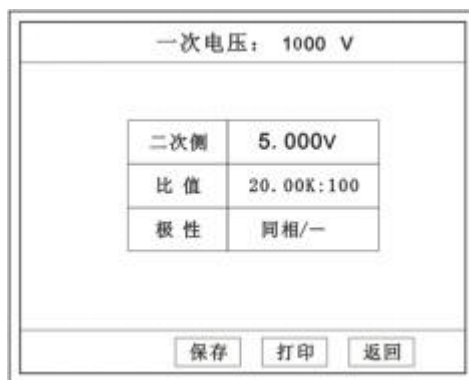 一次电压： 1000 V
二次侧 5.000V
比 值 20.00K:100
极 性 同相/一
保存 打印 返回